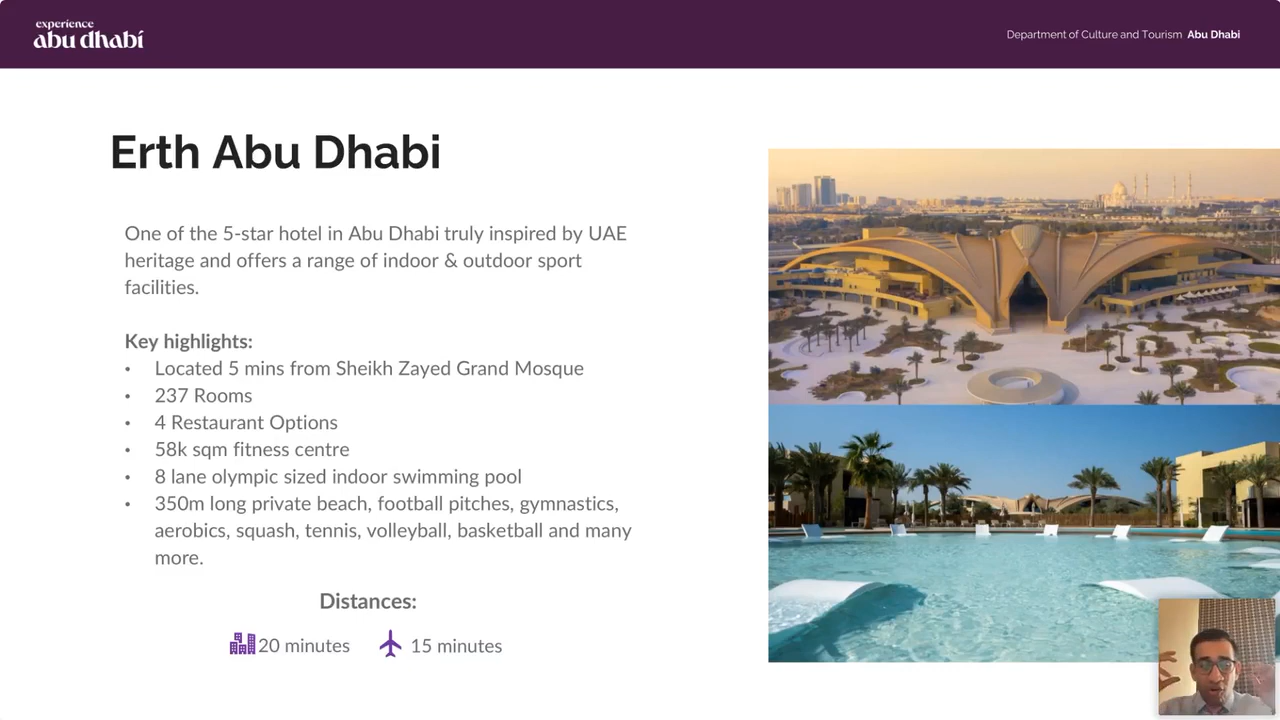 experience
abu dhabi
Department of Culture and Tourism Abu Dhabi
Erth Abu Dhabi
One of the 5-star hotel in Abu Dhabi truly inspired by UAE
heritage and offers a range of indoor & outdoor sport
facilities.
Key highlights:
• Located 5 mins from Sheikh Zayed Grand Mosque
• 237 Rooms
• 4 Restaurant Options
• 58k sqm fitness centre
• 8 lane olympic sized indoor swimming pool
• 350m long private beach, football pitches, gymnastics,
aerobics, squash, tennis, volleyball, basketball and many
more.
Distances:
20 minutes 15 minutes